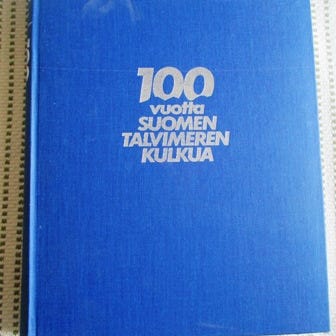 100
vuotta
SUOMEN
TALVIMEREN
KULKUA